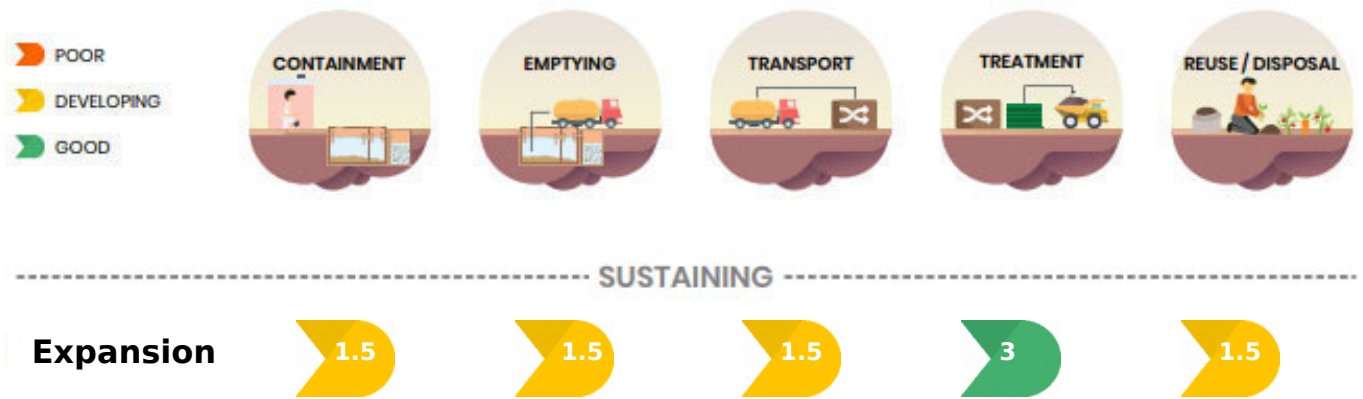 POOR
DEVELOPING
GOOD
CONTAINMENT
EMPTYING
TRANSPORT
TREATMENT
REUSE / DISPOSAL
SUSTAINING
Expansion 1.5 1.5 1.5 3 1.5